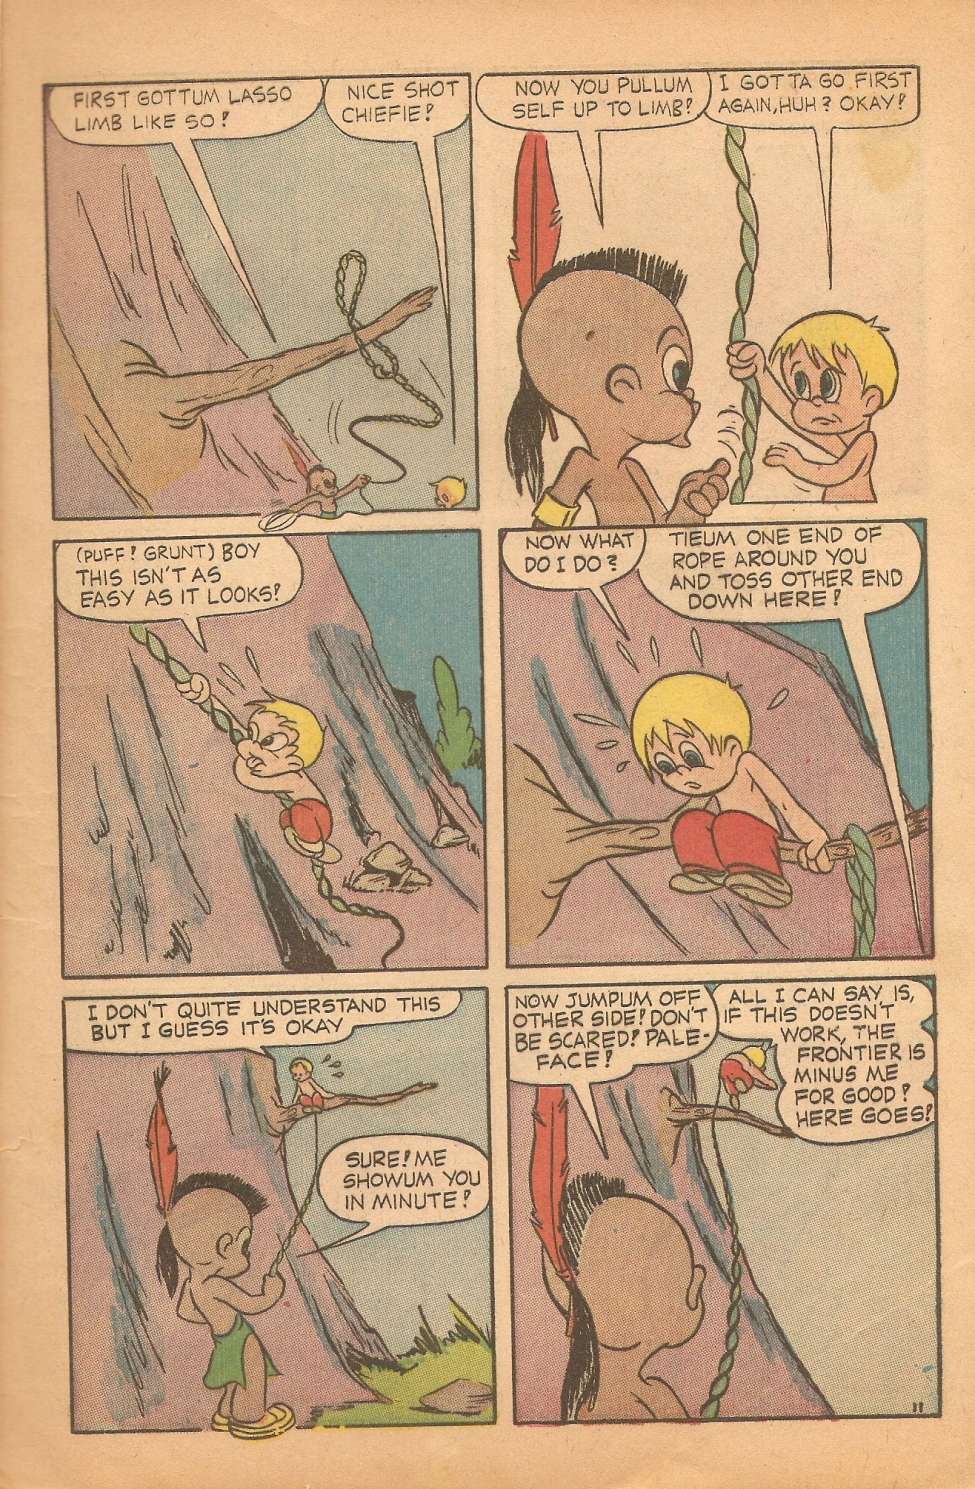 FIRST GOTTUM LASSO
LIMB LIKE SO!
NICE SHOT
CHIEFIE!
NOW YOU PULLUM
SELF UP TO LIMB!
I GOTTA GO FIRST
AGAIN, HUH? OKAY!
(PUFF! GRUNT) BOY
THIS ISN'T AS
EASY AS IT LOOKS!
NOW WHAT
DO I DO?
TIEUM ONE END OF
ROPE AROUND YOU
AND TOSS OTHER END
DOWN HERE!
I DON'T QUITE UNDERSTAND THIS
BUT I GUESS IT'S OKAY
SURE! ME
SHOWUM YOU
IN MINUTE!
NOW JUMPUM OFF
OTHER SIDE! DON'T
BE SCARED! PALE-
FACE!
ALL I CAN SAY, IS,
IF THIS DOESN'T
WORK, THE
FRONTIER IS
MINUS ME
FOR GOOD!
HERE GOES!
11